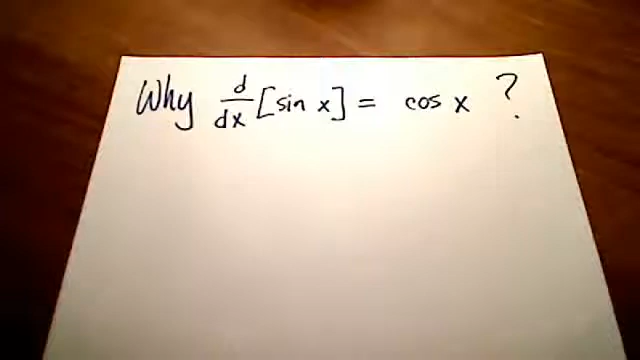 Why d/dx [sin x] = cos x ?